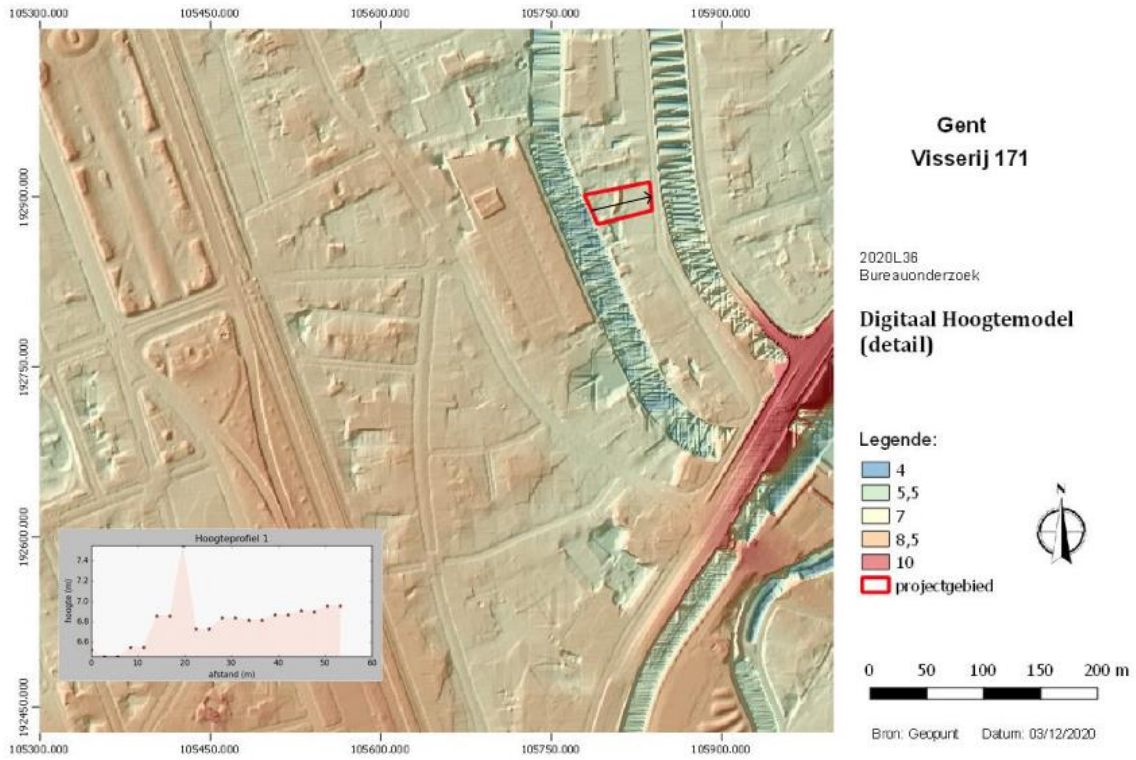 105300.000 105450.000 105600.000 105750.000 105900.000
192900.000
192750.000
192600.000
192450.000
Hoogteprofiel 1
hoogte (m)
7.4
7.2
7.0
6.8
6.6
0 10 20 30 40 50 60
afstand (m)
105300.000 105450.000 105600.000 105750.000 105900.000
Gent
Visserij 171
2020L36
Bureauonderzoek
Digitaal Hoogtemodel
(detail)
Legende:
4
5,5
7
8,5
10
projectgebied
N
0 50 100 150 200 m
Bron: Geopunt Datum: 03/12/2020